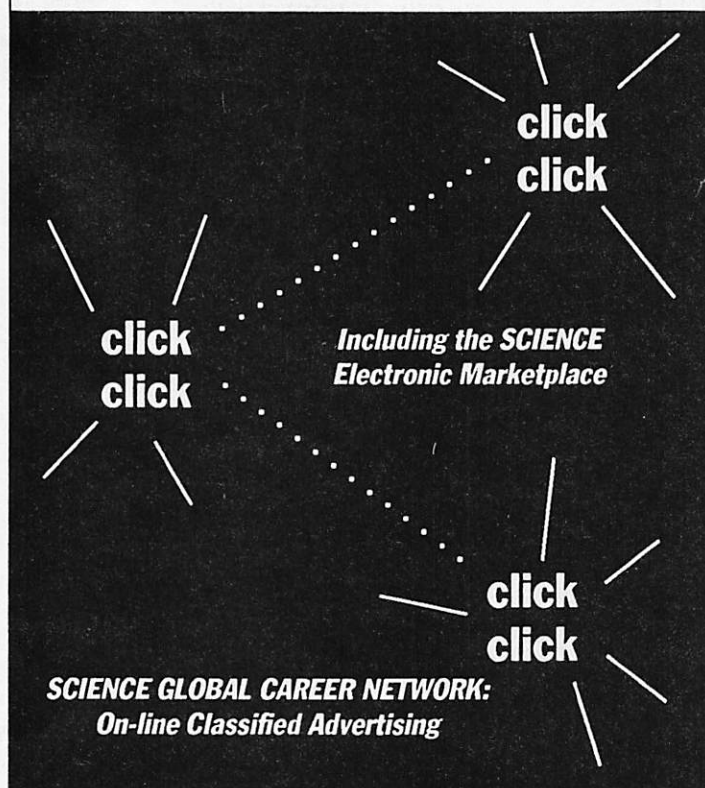 click
click
click
click
Including the SCIENCE
Electronic Marketplace
click
click
SCIENCE GLOBAL CAREER NETWORK:
On-line Classified Advertising